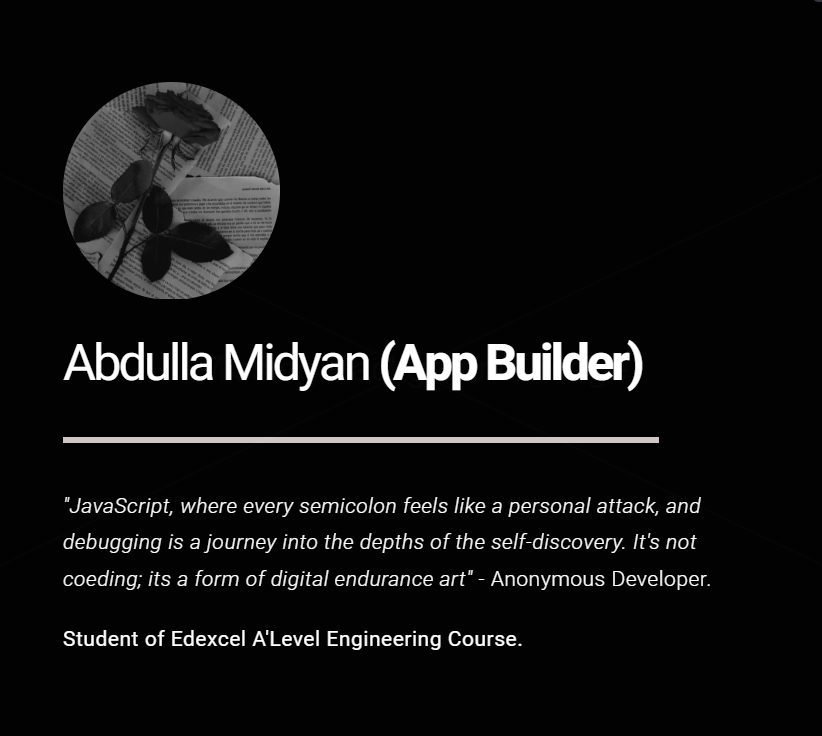 Abdulla Midyan (App Builder)
"JavaScript, where every semicolon feels like a personal attack, and
debugging is a journey into the depths of the self-discovery. It's not
coeding; its a form of digital endurance art" - Anonymous Developer.
Student of Edexcel A'Level Engineering Course.